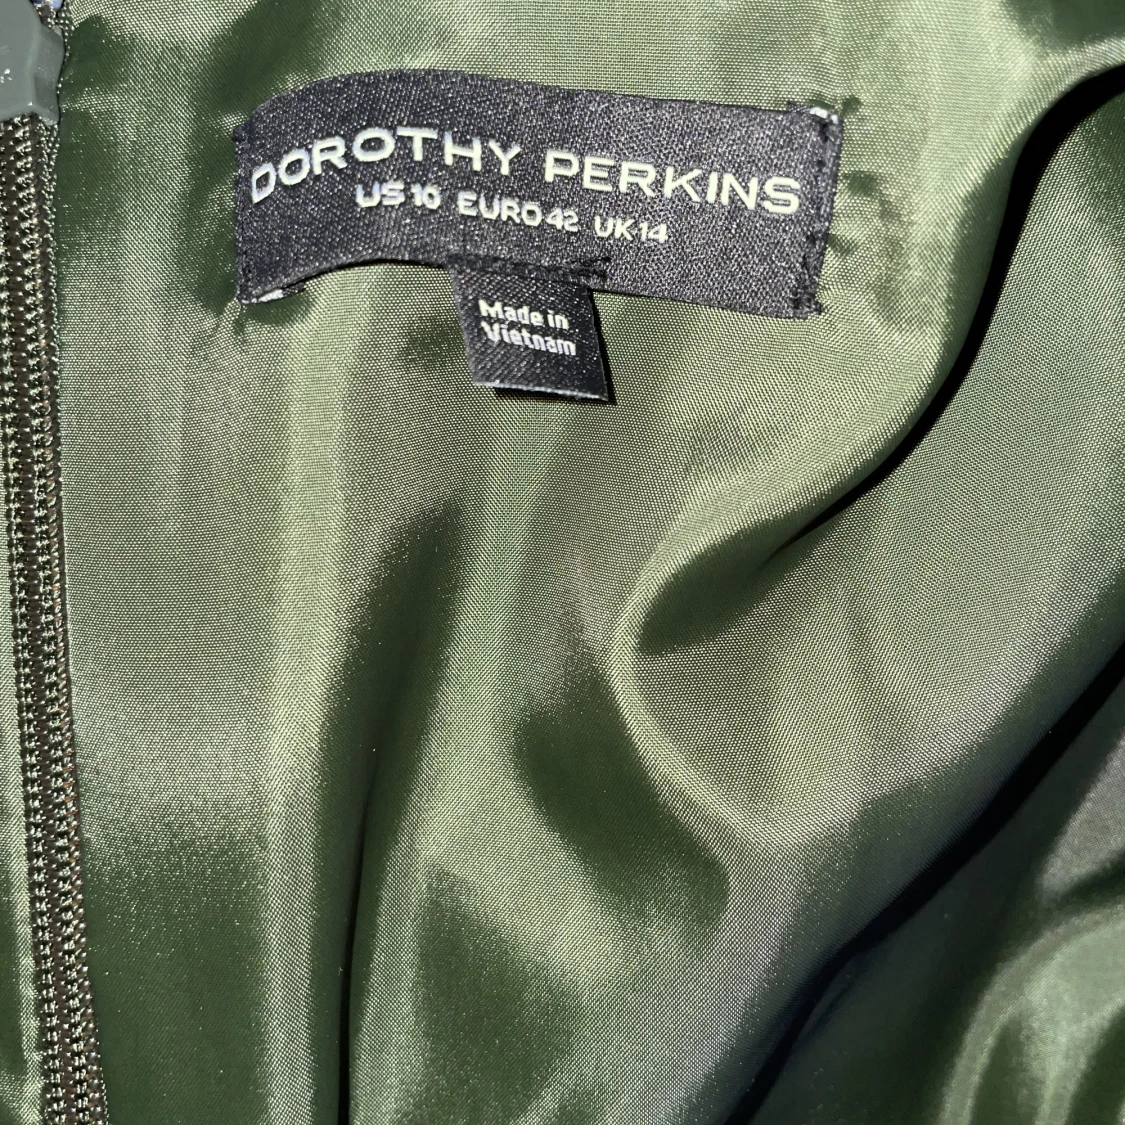 DOROTHY PERKINS
US 10 EURO 42 UK 14
Made in
Vietnam